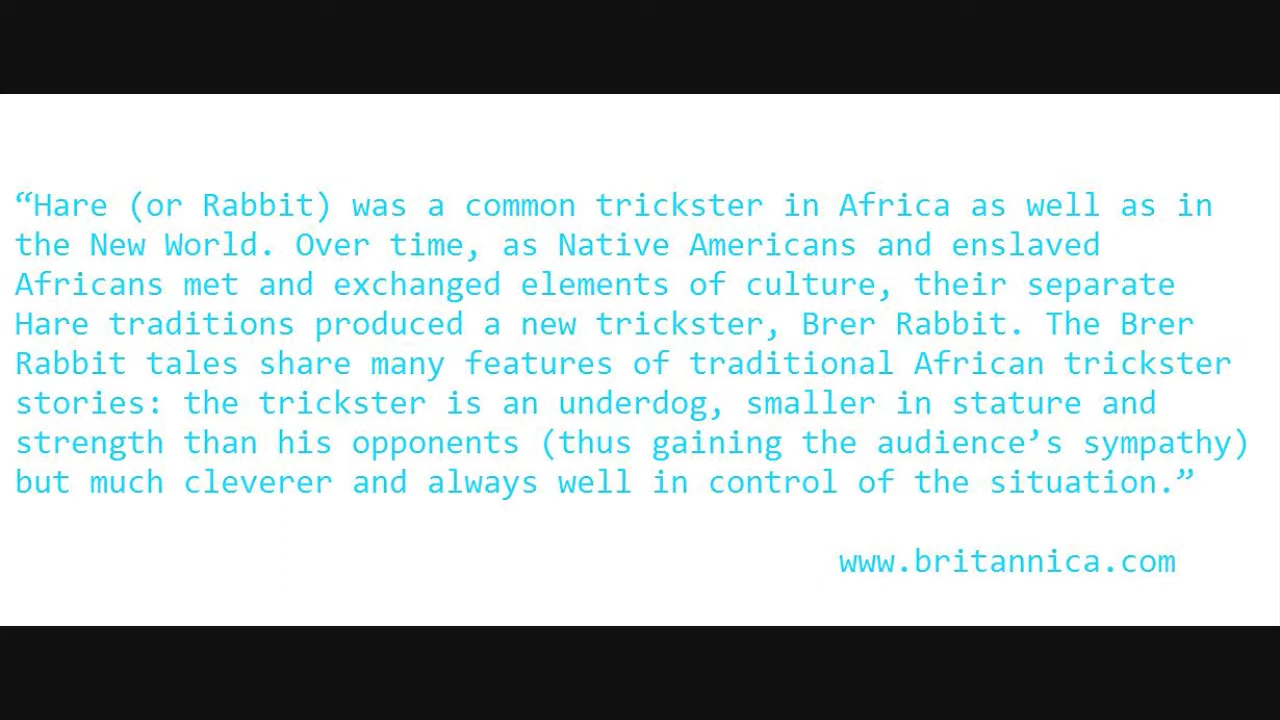 “Hare (or Rabbit) was a common trickster in Africa as well as in
the New World. Over time, as Native Americans and enslaved
Africans met and exchanged elements of culture, their separate
Hare traditions produced a new trickster, Brer Rabbit. The Brer
Rabbit tales share many features of traditional African trickster
stories: the trickster is an underdog, smaller in stature and
strength than his opponents (thus gaining the audience’s sympathy)
but much cleverer and always well in control of the situation.”
www.britannica.com